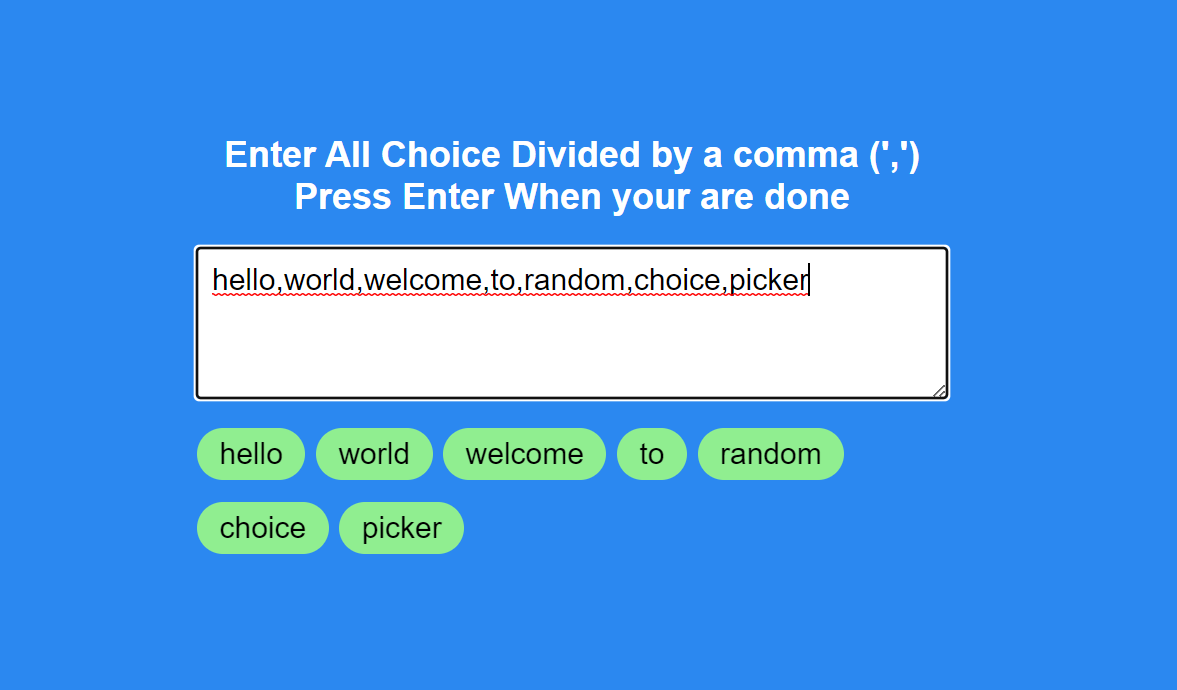 Enter All Choice Divided by a comma (',')
Press Enter When your are done
hello,world,welcome,to,random,choice,picker
hello world welcome to random
choice picker